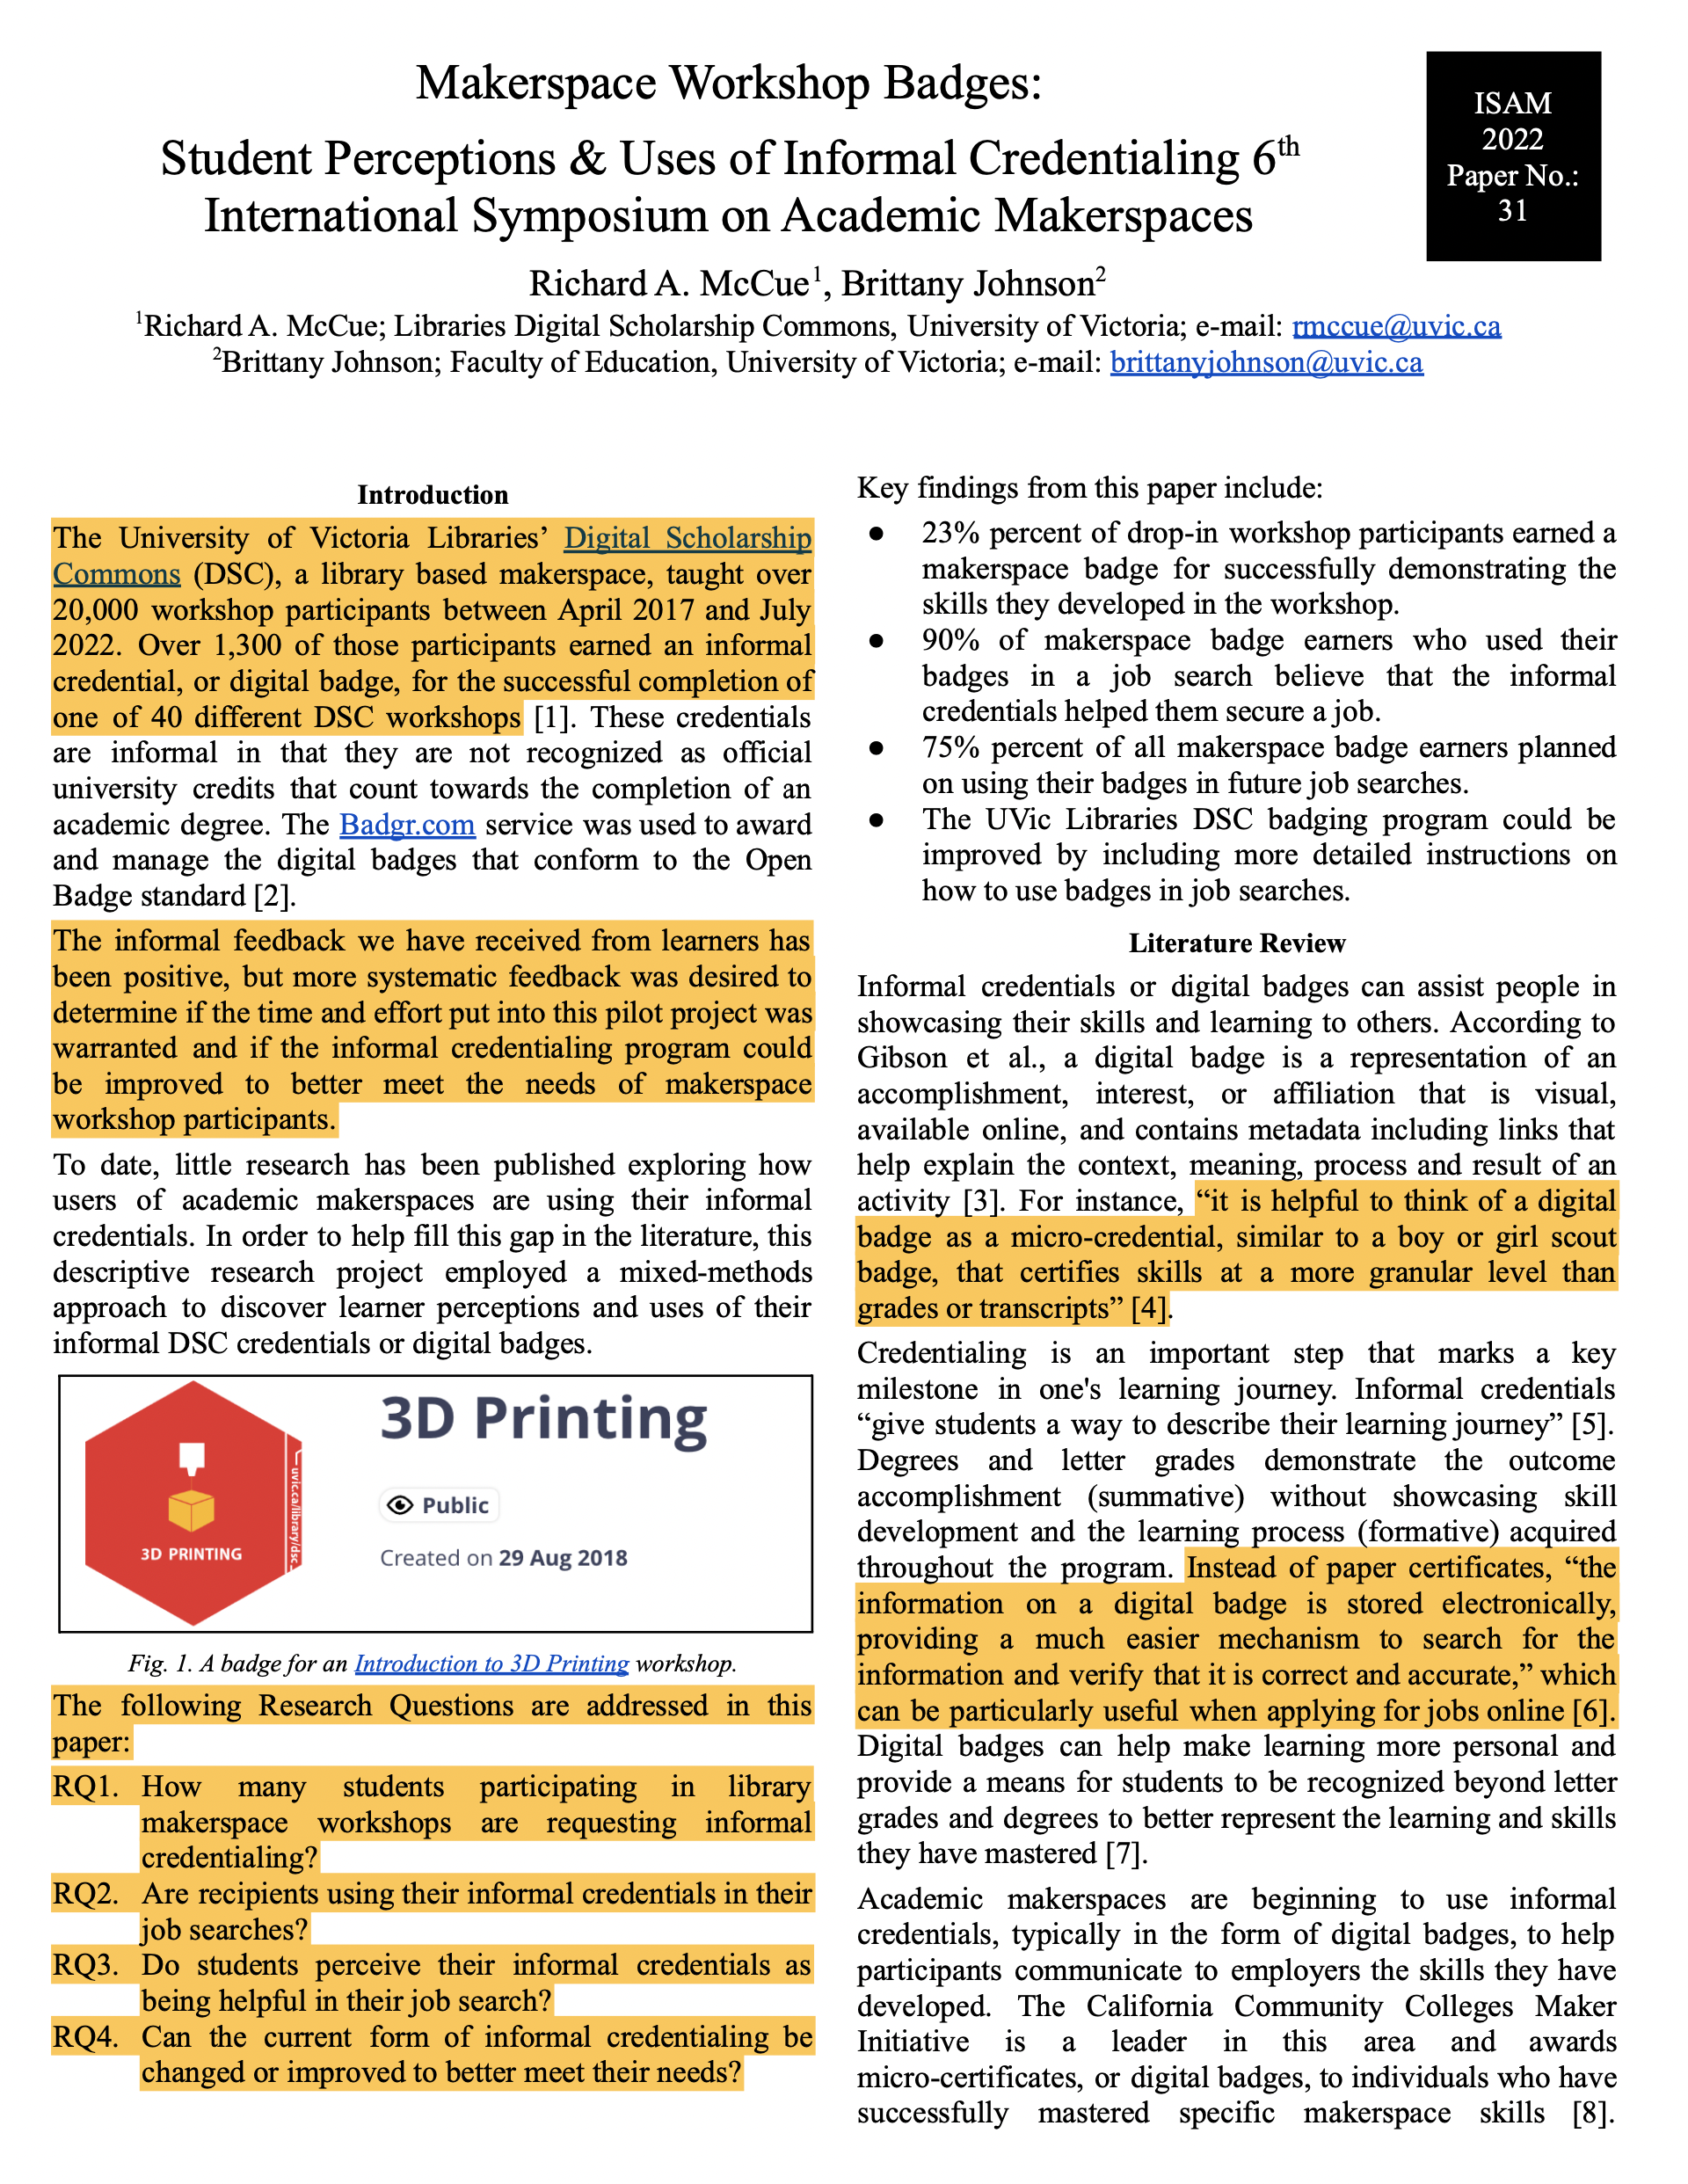 Makerspace Workshop Badges:
Student Perceptions & Uses of Informal Credentialing 6th
International Symposium on Academic Makerspaces
ISAM
2022
Paper No.:
31
Richard A. McCue1, Brittany Johnson2
1Richard A. McCue; Libraries Digital Scholarship Commons, University of Victoria; e-mail: rmccue@uvic.ca
2Brittany Johnson; Faculty of Education, University of Victoria; e-mail: brittanyjohnson@uvic.ca
Introduction
The University of Victoria Libraries’ Digital Scholarship
Commons (DSC), a library based makerspace, taught over
20,000 workshop participants between April 2017 and July
2022. Over 1,300 of those participants earned an informal
credential, or digital badge, for the successful completion of
one of 40 different DSC workshops [1]. These credentials
are informal in that they are not recognized as official
university credits that count towards the completion of an
academic degree. The Badgr.com service was used to award
and manage the digital badges that conform to the Open
Badge standard [2].
The informal feedback we have received from learners has
been positive, but more systematic feedback was desired to
determine if the time and effort put into this pilot project was
warranted and if the informal credentialing program could
be improved to better meet the needs of makerspace
workshop participants.
To date, little research has been published exploring how
users of academic makerspaces are using their informal
credentials. In order to help fill this gap in the literature, this
descriptive research project employed a mixed-methods
approach to discover learner perceptions and uses of their
informal DSC credentials or digital badges.
3D PRINTING
uvic.ca/library/dsc
3D Printing
Public
Created on 29 Aug 2018
Fig. 1. A badge for an Introduction to 3D Printing workshop.
The following Research Questions are addressed in this
paper:
RQ1. How many students participating in library
makerspace workshops are requesting informal
credentialing?
RQ2. Are recipients using their informal credentials in their
job searches?
RQ3. Do students perceive their informal credentials as
being helpful in their job search?
RQ4. Can the current form of informal credentialing be
changed or improved to better meet their needs?
Key findings from this paper include:
● 23% percent of drop-in workshop participants earned a
makerspace badge for successfully demonstrating the
skills they developed in the workshop.
● 90% of makerspace badge earners who used their
badges in a job search believe that the informal
credentials helped them secure a job.
● 75% percent of all makerspace badge earners planned
on using their badges in future job searches.
● The UVic Libraries DSC badging program could be
improved by including more detailed instructions on
how to use badges in job searches.
Literature Review
Informal credentials or digital badges can assist people in
showcasing their skills and learning to others. According to
Gibson et al., a digital badge is a representation of an
accomplishment, interest, or affiliation that is visual,
available online, and contains metadata including links that
help explain the context, meaning, process and result of an
activity [3]. For instance, “it is helpful to think of a digital
badge as a micro-credential, similar to a boy or girl scout
badge, that certifies skills at a more granular level than
grades or transcripts” [4].
Credentialing is an important step that marks a key
milestone in one's learning journey. Informal credentials
“give students a way to describe their learning journey” [5].
Degrees and letter grades demonstrate the outcome
accomplishment (summative) without showcasing skill
development and the learning process (formative) acquired
throughout the program. Instead of paper certificates, “the
information on a digital badge is stored electronically,
providing a much easier mechanism to search for the
information and verify that it is correct and accurate,” which
can be particularly useful when applying for jobs online [6].
Digital badges can help make learning more personal and
provide a means for students to be recognized beyond letter
grades and degrees to better represent the learning and skills
they have mastered [7].
Academic makerspaces are beginning to use informal
credentials, typically in the form of digital badges, to help
participants communicate to employers the skills they have
developed. The California Community Colleges Maker
Initiative is a leader in this area and awards
micro-certificates, or digital badges, to individuals who have
successfully mastered specific makerspace skills [8].